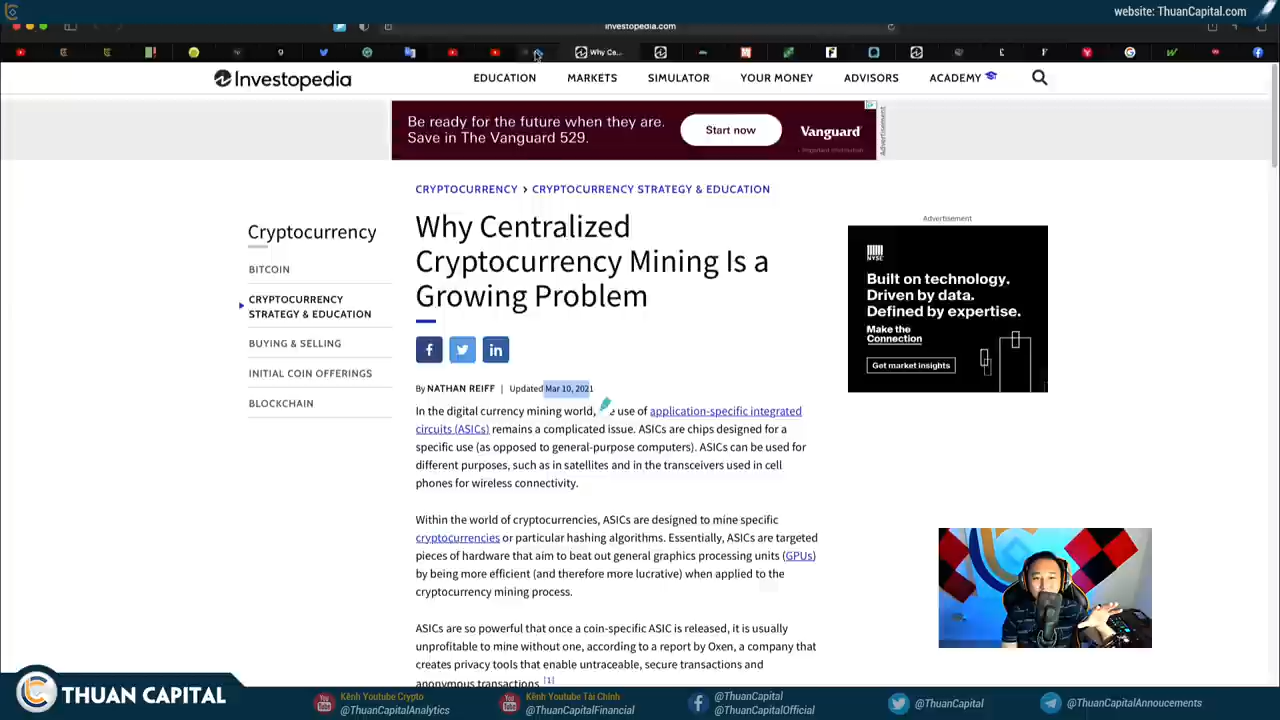 website: ThuanCapital.com
investopedia.com
Why Ce...
Investopedia
EDUCATION
MARKETS
SIMULATOR
YOUR MONEY
ADVISORS
ACADEMY
Be ready for the future when they are.
Save in The Vanguard 529.
Start now
Vanguard
Advertisement
CRYPTOCURRENCY › CRYPTOCURRENCY STRATEGY & EDUCATION
Cryptocurrency
BITCOIN
CRYPTOCURRENCY
STRATEGY & EDUCATION
BUYING & SELLING
INITIAL COIN OFFERINGS
BLOCKCHAIN
Why Centralized
Cryptocurrency Mining Is a
Growing Problem
By NATHAN REIFF | Updated Mar 10, 2021
In the digital currency mining world, use of application-specific integrated
circuits (ASICs) remains a complicated issue. ASICs are chips designed for a
specific use (as opposed to general-purpose computers). ASICs can be used for
different purposes, such as in satellites and in the transceivers used in cell
phones for wireless connectivity.
Within the world of cryptocurrencies, ASICs are designed to mine specific
cryptocurrencies or particular hashing algorithms. Essentially, ASICs are targeted
pieces of hardware that aim to beat out general graphics processing units (GPUs)
by being more efficient (and therefore more lucrative) when applied to the
cryptocurrency mining process.
ASICs are so powerful that once a coin-specific ASIC is released, it is usually
unprofitable to mine without one, according to a report by Oxen, a company that
creates privacy tools that enable untraceable, secure transactions and
anonymous transactions. [1]
Advertisement
NYSE
Built on technology.
Driven by data.
Defined by expertise.
Make the
Connection
Get market insights
THUAN CAPITAL
Kênh Youtube Crypto
@ThuanCapitalAnalytics
Kênh Youtube Tài Chính
@ThuanCapitalFinancial
@ThuanCapital
@ThuanCapitalOfficial
@ThuanCapital
@ThuanCapitalAnnoucements